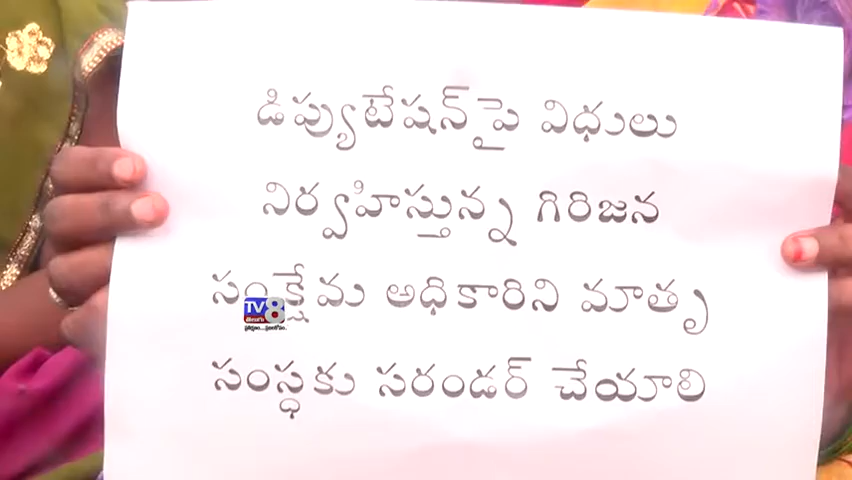 డిప్యుటేషన్ పై విధులు
నిర్వహిస్తున్న గిరిజన
సంక్షేమ అధికారిని మాతృ
TV8
తెలుగు
సంస్థకు సరండర్ చేయాలి